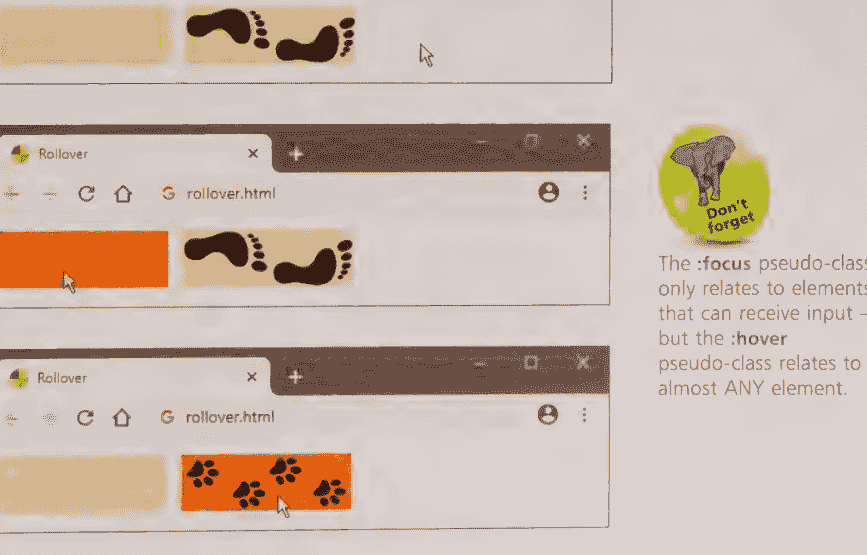 Rollover
rollover.html
Don't
forget
The :focus pseudo-class
only relates to elements
that can receive input –
but the :hover
pseudo-class relates to
almost ANY element.
Rollover
rollover.html